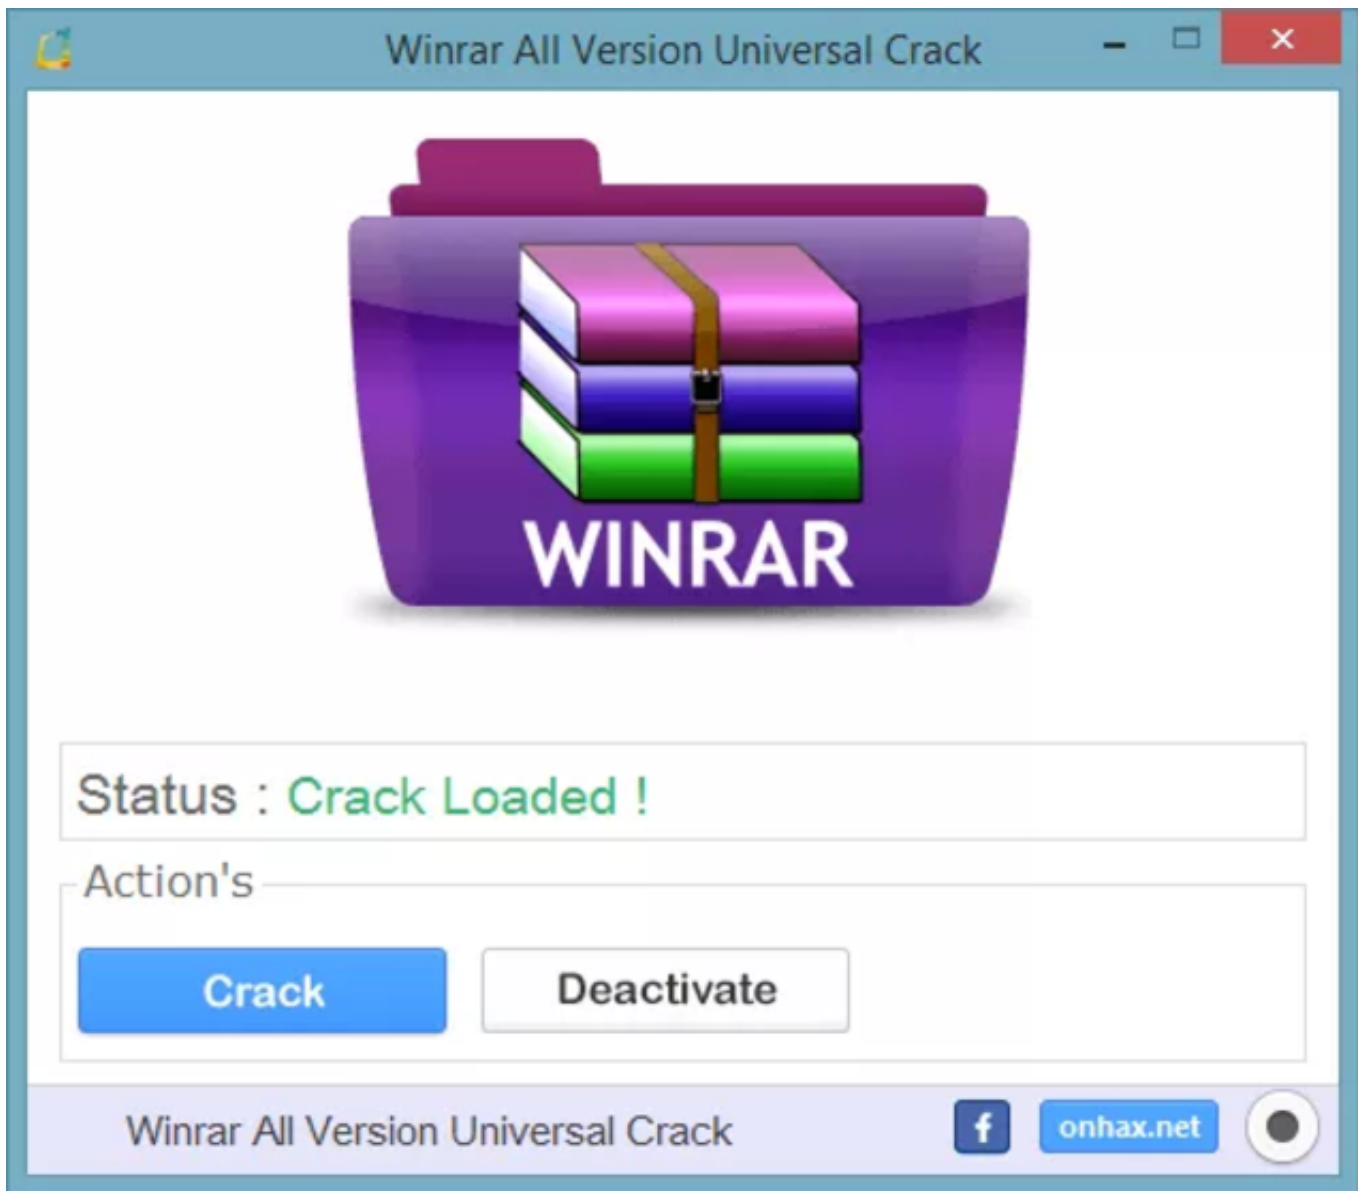 Winrar All Version Universal Crack
WINRAR
Status : Crack Loaded !
Action's
Crack Deactivate
Winrar All Version Universal Crack f onhax.net